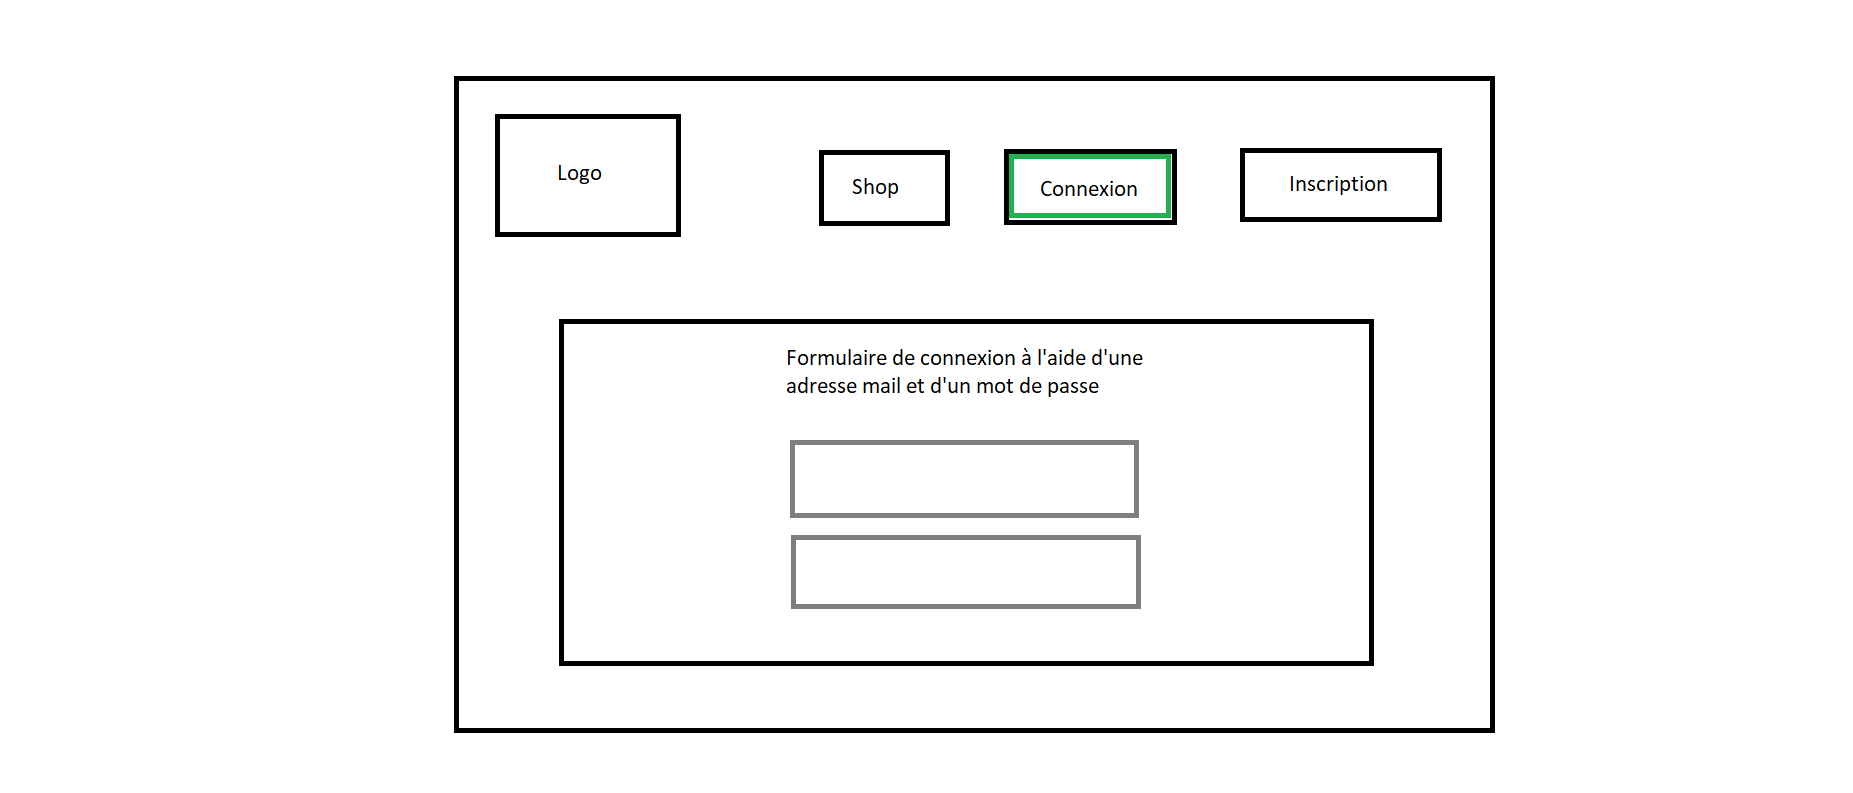 Logo
Shop
Connexion
Inscription
Formulaire de connexion à l'aide d'une
adresse mail et d'un mot de passe